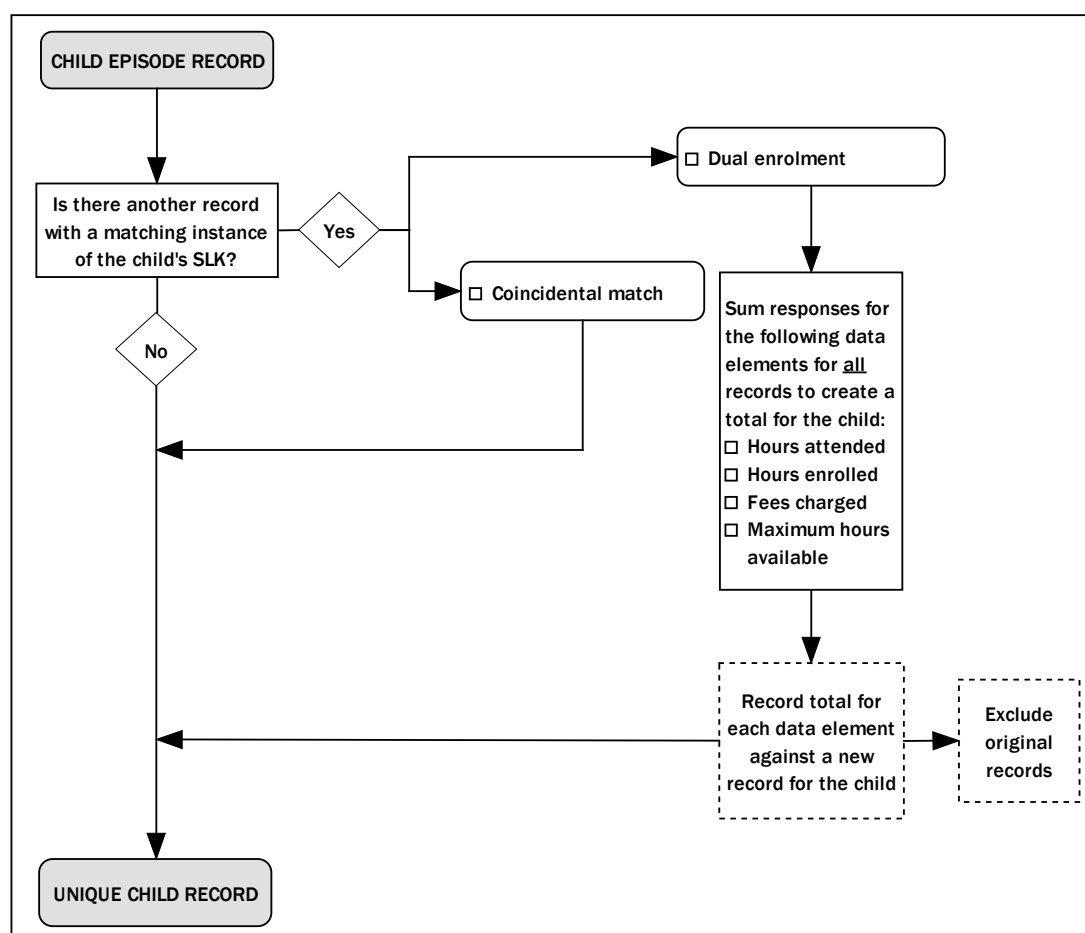 CHILD EPISODE RECORD
Is there another record
with a matching instance
of the child's SLK?
Yes
No
□ Dual enrolment
□ Coincidental match
Sum responses for
the following data
elements for all
records to create a
total for the child:
□ Hours attended
□ Hours enrolled
□ Fees charged
□ Maximum hours
available
Record total for
each data element
against a new
record for the child
Exclude
original
records
UNIQUE CHILD RECORD